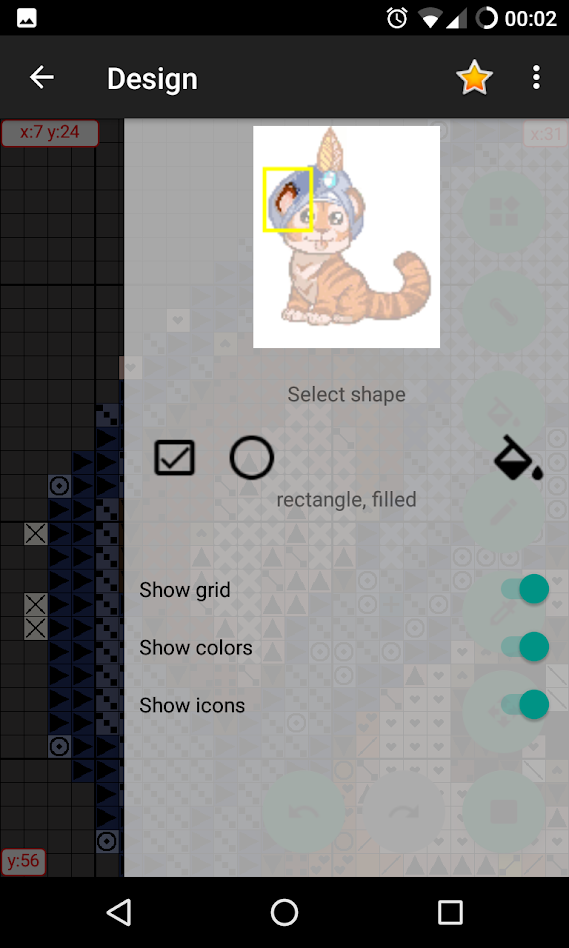 00:02
Design
x:7 y:24
x:31
Select shape
rectangle, filled
Show grid
Show colors
Show icons
y:56